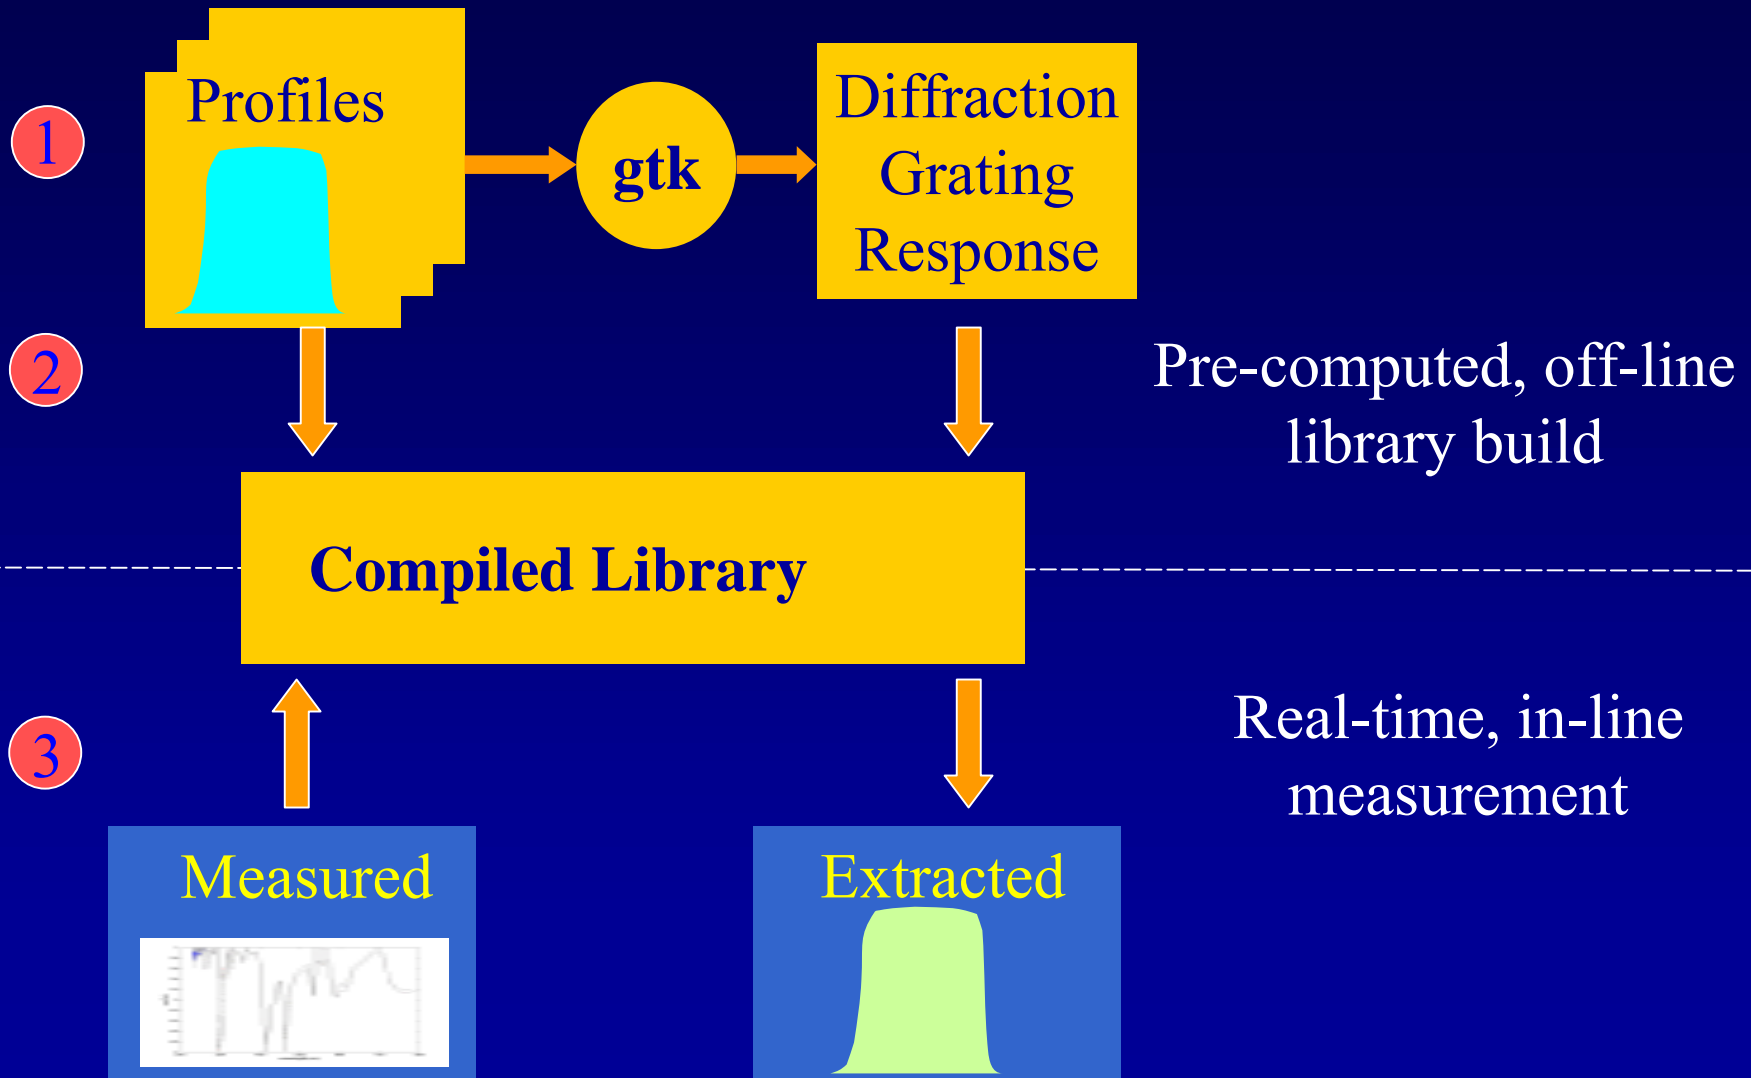 1
Profiles
gtk
Diffraction
Grating
Response
2
Pre-computed, off-line
library build
Compiled Library
3
Real-time, in-line
measurement
Measured
Extracted